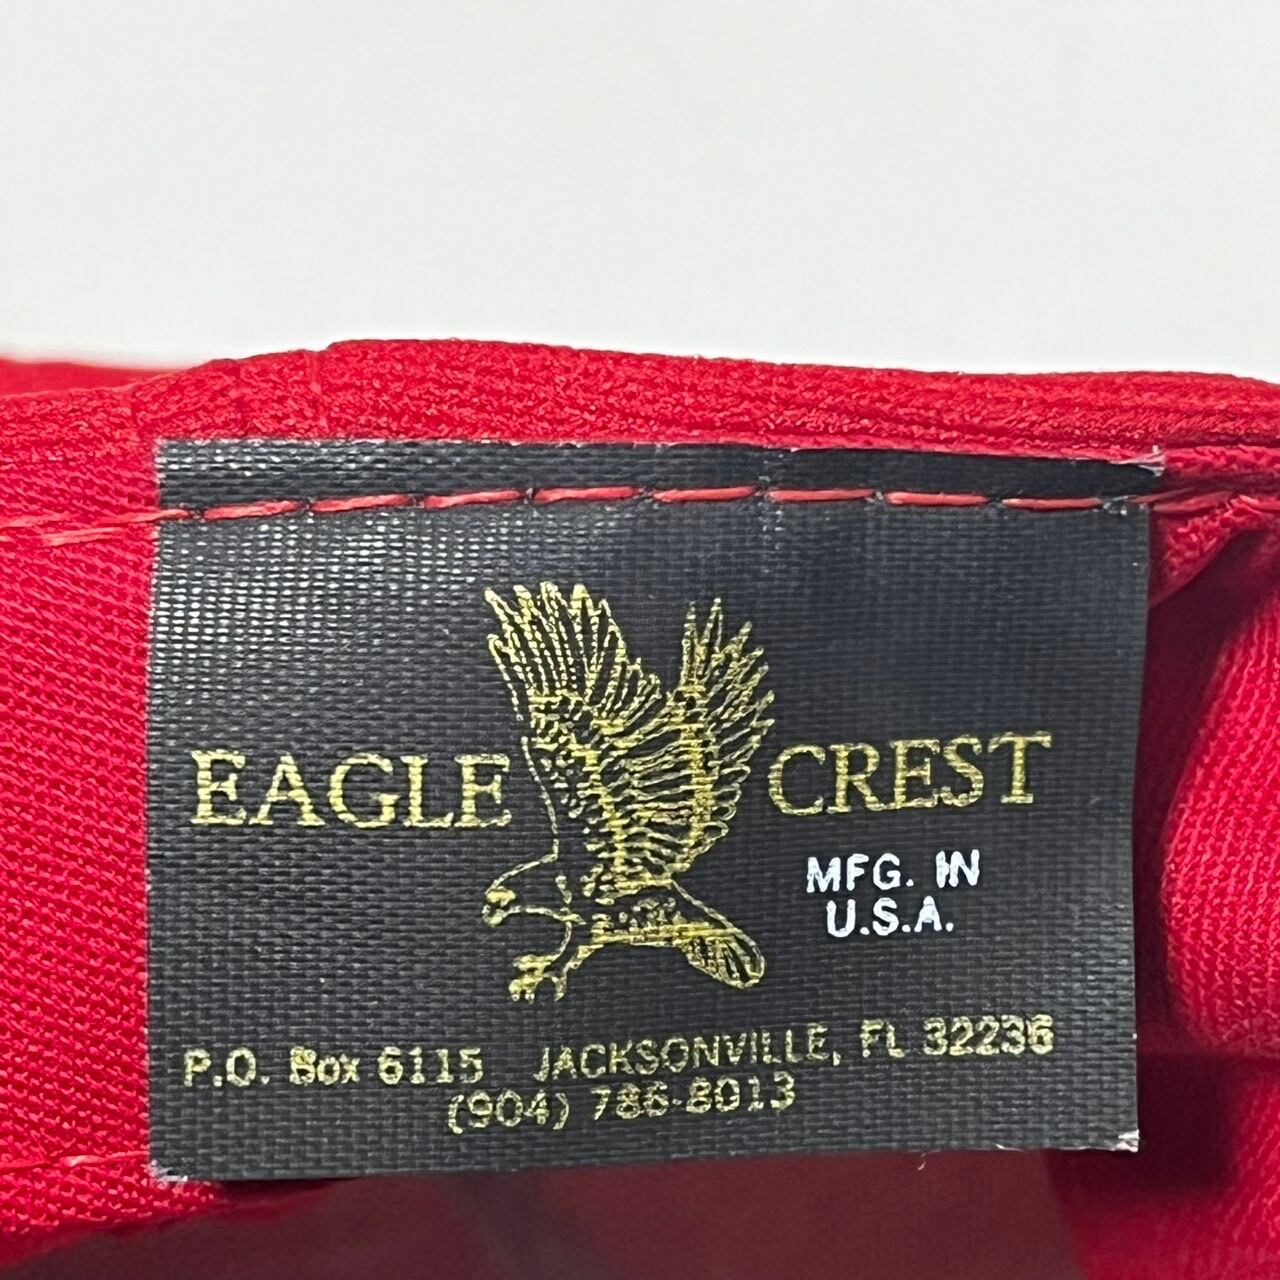 EAGLE CREST
MFG. IN
U.S.A.
P.O. Box 6115 JACKSONVILLE, FL 32236
(904) 786-8013